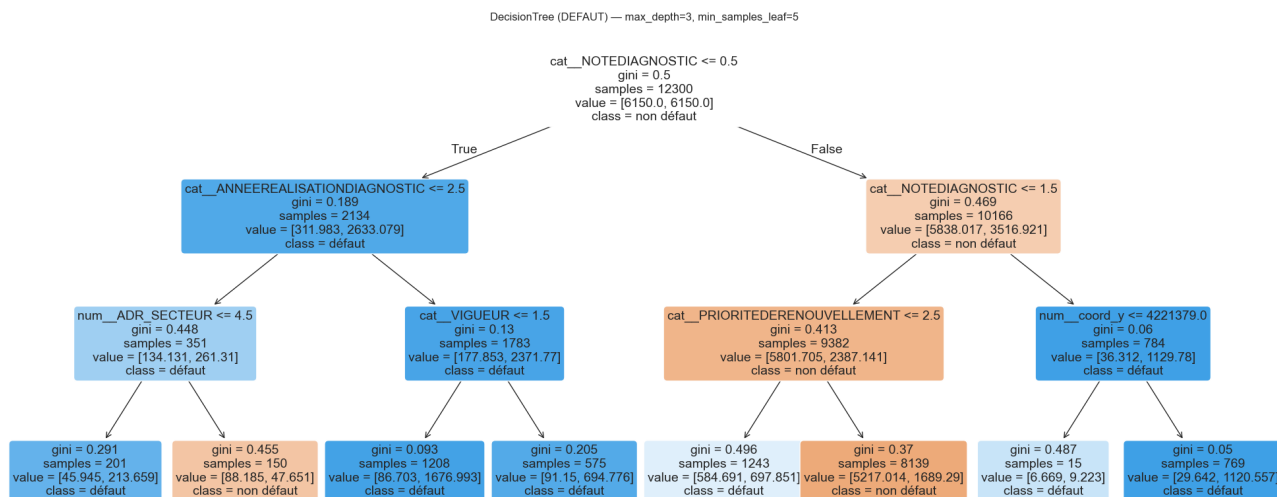 DecisionTree (DEFAUT) — max_depth=3, min_samples_leaf=5
cat__NOTEDIAGNOSTIC <= 0.5
gini = 0.5
samples = 12300
value = [6150.0, 6150.0]
class = non défaut
True
False
cat__ANNEEREALISATIONDIAGNOSTIC <= 2.5
gini = 0.189
samples = 2134
value = [311.983, 2633.079]
class = défaut
cat__NOTEDIAGNOSTIC <= 1.5
gini = 0.469
samples = 10166
value = [5838.017, 3516.921]
class = non défaut
num__ADR_SECTEUR <= 4.5
gini = 0.448
samples = 351
value = [134.131, 261.31]
class = défaut
cat__VIGUEUR <= 1.5
gini = 0.13
samples = 1783
value = [177.853, 2371.77]
class = défaut
cat__PRIORITEDERENOUVELLEMENT <= 2.5
gini = 0.413
samples = 9382
value = [5801.705, 2387.141]
class = non défaut
num__coord_y <= 4221379.0
gini = 0.06
samples = 784
value = [36.312, 1129.78]
class = défaut
gini = 0.291
samples = 201
value = [45.945, 213.659]
class = défaut
gini = 0.455
samples = 150
value = [88.185, 47.651]
class = non défaut
gini = 0.093
samples = 1208
value = [86.703, 1676.993]
class = défaut
gini = 0.205
samples = 575
value = [91.15, 694.776]
class = défaut
gini = 0.496
samples = 1243
value = [584.691, 697.851]
class = défaut
gini = 0.37
samples = 8139
value = [5217.014, 1689.29]
class = non défaut
gini = 0.487
samples = 15
value = [6.669, 9.223]
class = défaut
gini = 0.05
samples = 769
value = [29.642, 1120.557]
class = défaut